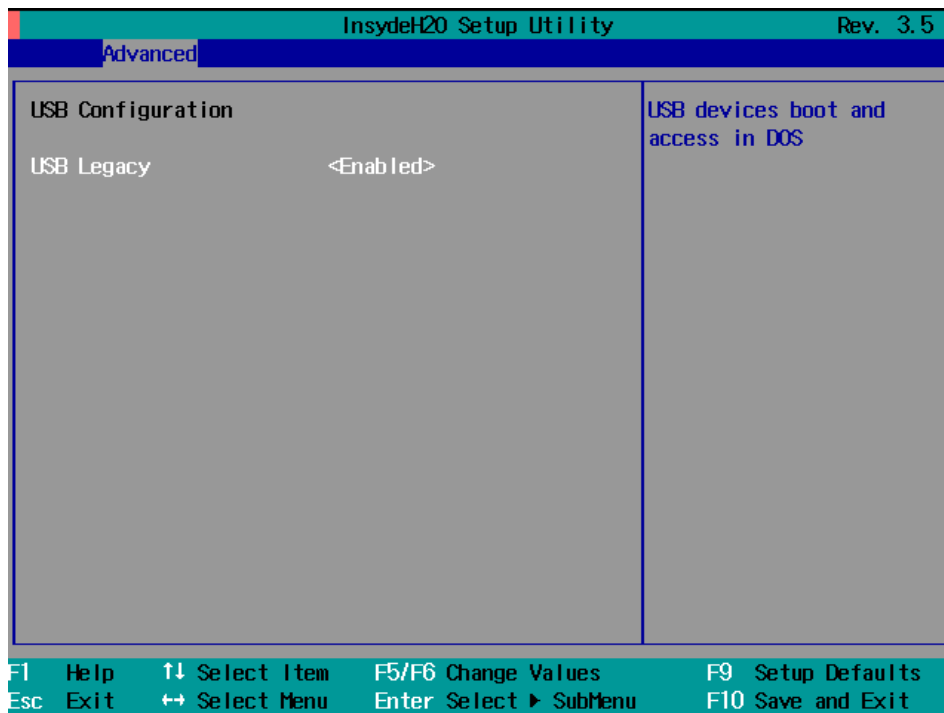 InsydeH20 Setup Utility Rev. 3.5
Advanced
USB Configuration
USB Legacy <Enabled>
USB devices boot and
access in DOS
F1 Help ↑↓ Select Item F5/F6 Change Values F9 Setup Defaults
Esc Exit ↔ Select Menu Enter Select ▶ SubMenu F10 Save and Exit